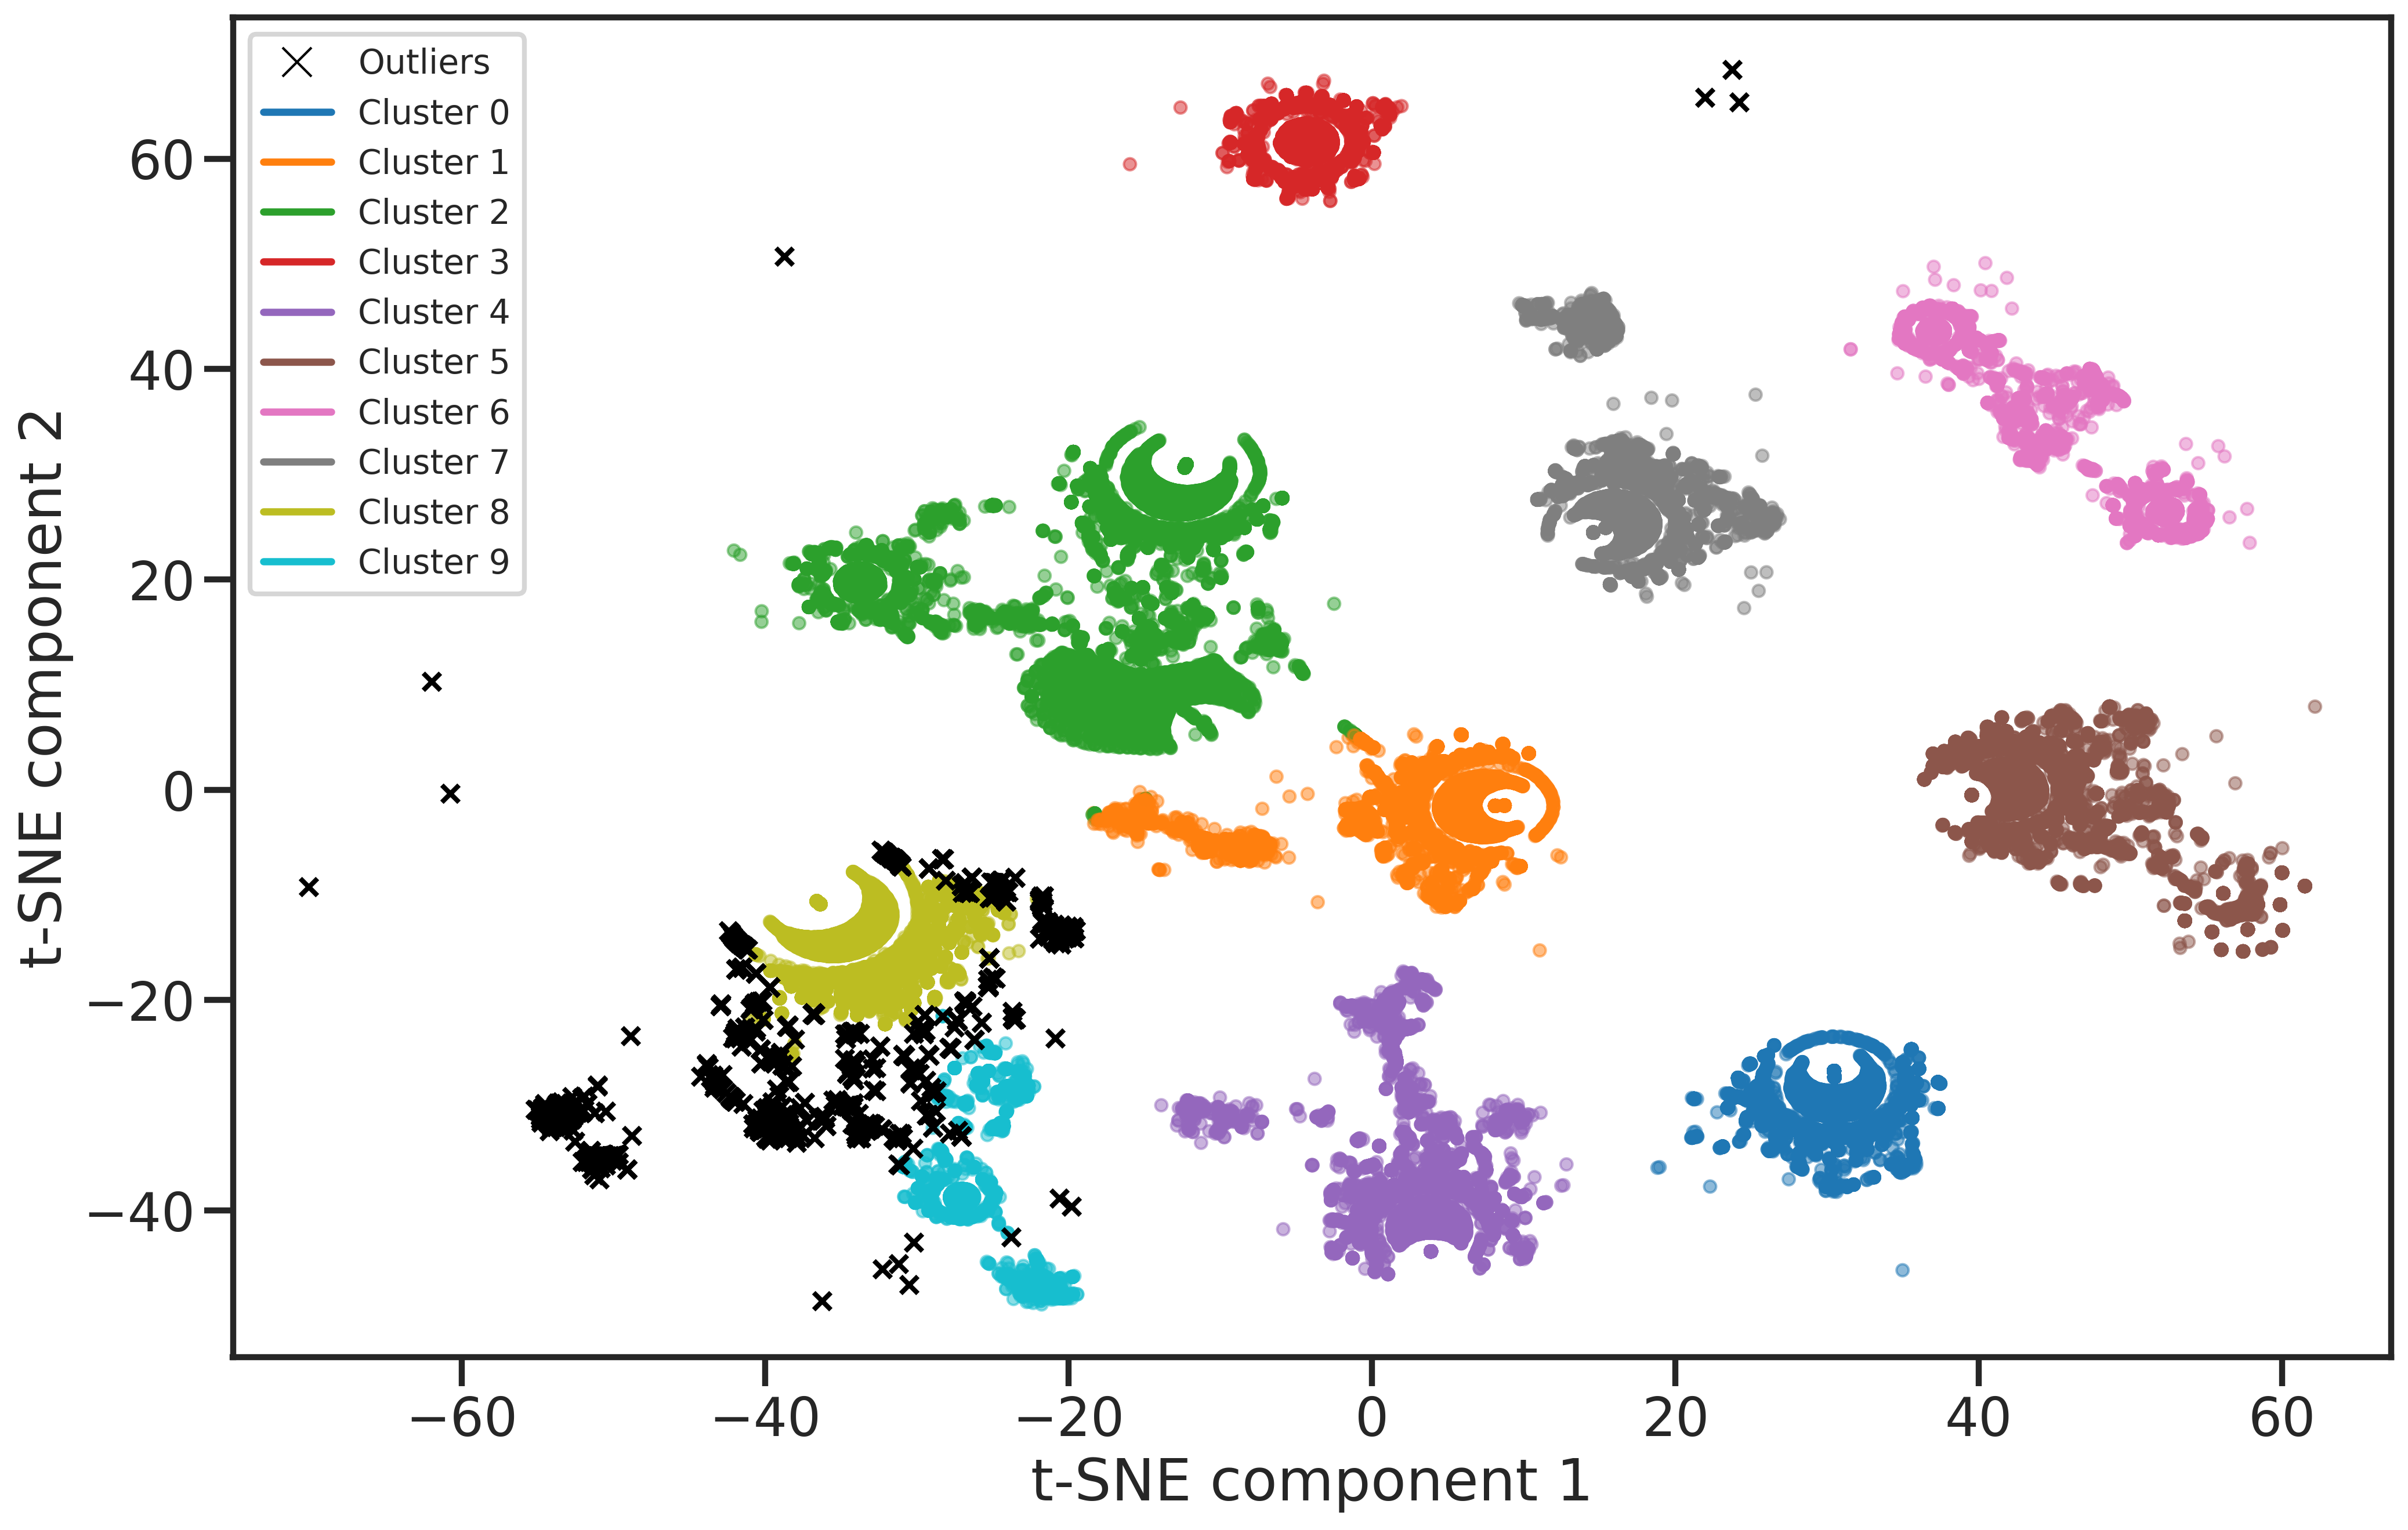 Outliers
Cluster 0
Cluster 1
Cluster 2
Cluster 3
Cluster 4
Cluster 5
Cluster 6
Cluster 7
Cluster 8
Cluster 9
t-SNE component 2
60
40
20
0
−20
−40
−60 −40 −20 0 20 40 60
t-SNE component 1